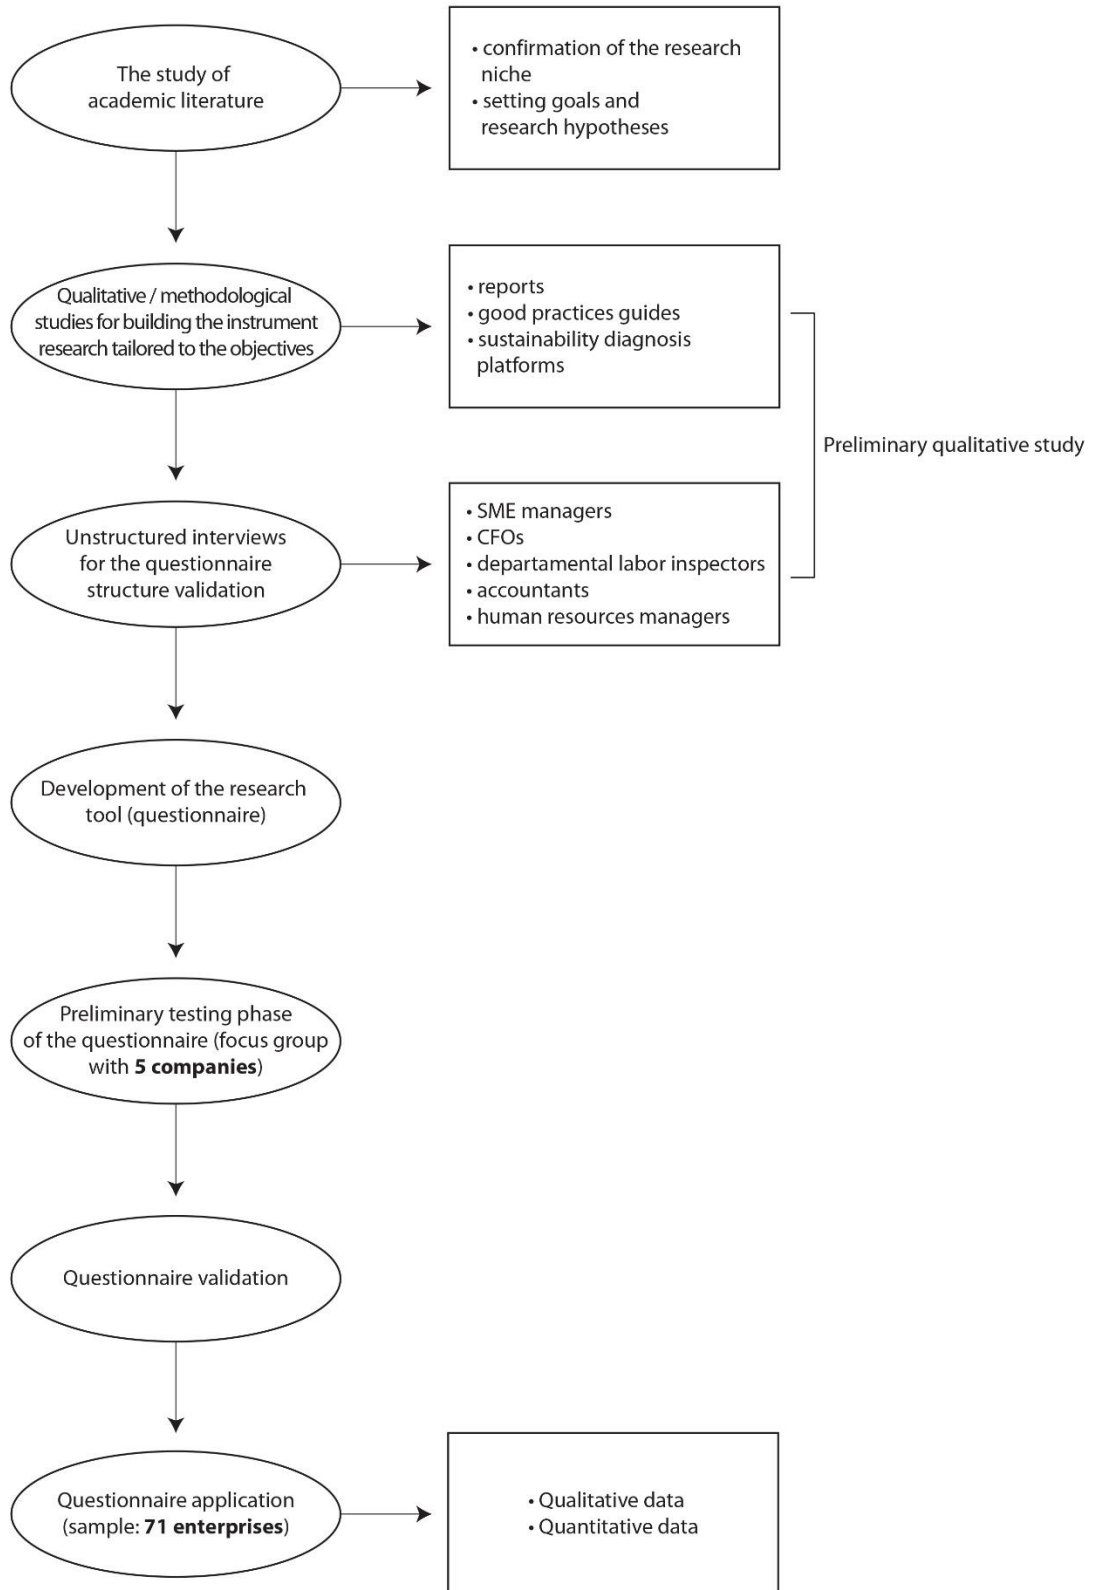 The study of
academic literature
• confirmation of the research
niche
• setting goals and
research hypotheses
Qualitative / methodological
studies for building the instrument
research tailored to the objectives
• reports
• good practices guides
• sustainability diagnosis
platforms
Preliminary qualitative study
Unstructured interviews
for the questionnaire
structure validation
• SME managers
• CFOs
• departamental labor inspectors
• accountants
• human resources managers
Development of the research
tool (questionnaire)
Preliminary testing phase
of the questionnaire (focus group
with 5 companies)
Questionnaire validation
Questionnaire application
(sample: 71 enterprises)
• Qualitative data
• Quantitative data